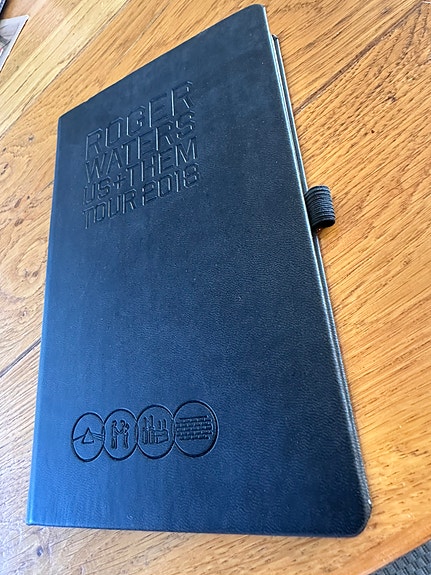 ROGER
WATERS
US+THEM
TOUR 2018